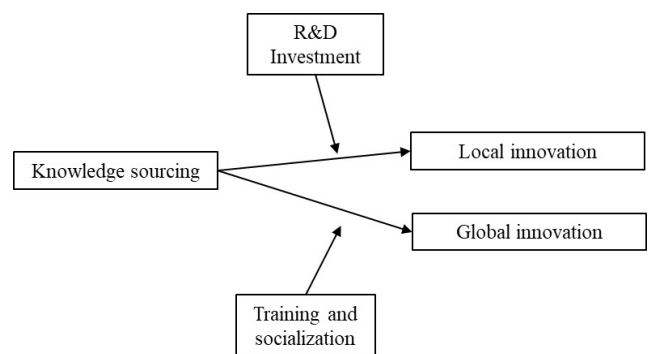 R&D
Investment
Local innovation
Knowledge sourcing
Global innovation
Training and
socialization